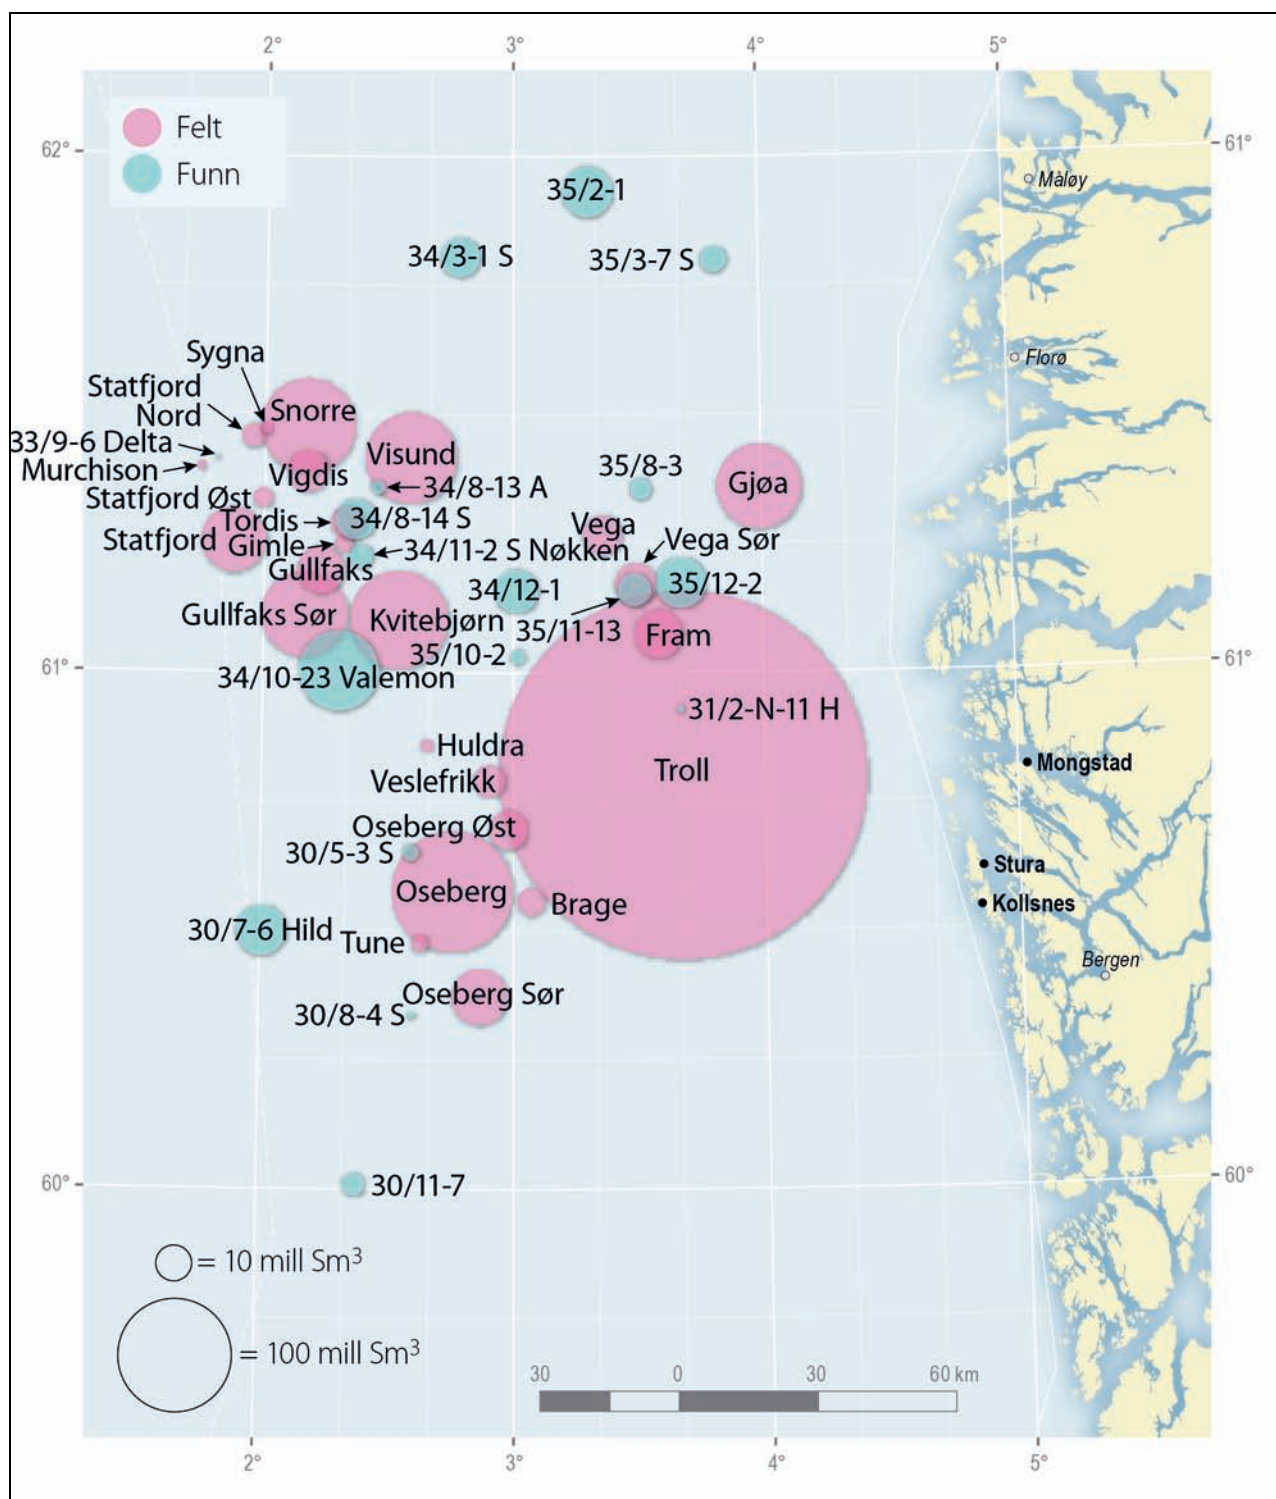 2°
3°
4°
5°
62°
61°
Felt
Funn
35/2-1
Måløy
34/3-1 S
35/3-7 S
Sygna
Florø
Statfjord
Nord
Snorre
33/9-6 Delta
Visund
Murchison
Vigdis
35/8-3
Gjøa
34/8-13 A
Statfjord Øst
Tordis
34/8-14 S
Vega
Vega Sør
Statfjord
Gimle
34/11-2 S Nøkken
Gullfaks
34/12-1
35/12-2
Gullfaks Sør
Kvitebjørn
35/11-13
Fram
35/10-2
61°
61°
34/10-23 Valemon
31/2-N-11 H
Huldra
Troll
Mongstad
Veslefrikk
Oseberg Øst
30/5-3 S
Stura
Oseberg
Brage
Kollsnes
30/7-6 Hild
Tune
Bergen
Oseberg Sør
30/8-4 S
60°
60°
30/11-7
= 10 mill Sm³
= 100 mill Sm³
30
0
30
60 km
2°
3°
4°
5°